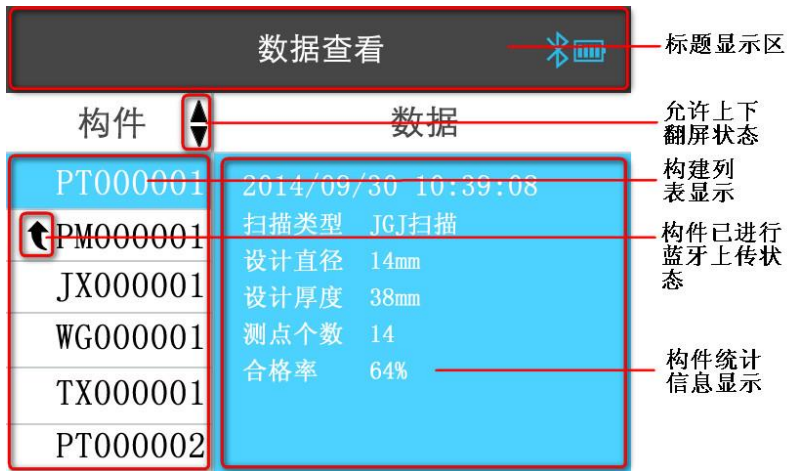 数据查看
标题显示区
构件
数据
允许上下
翻屏状态
PT000001
PM000001
JX000001
WG000001
TX000001
PT000002
2014/09/30 10:39:08
扫描类型 JGJ扫描
设计直径 14mm
设计厚度 38mm
测点个数 14
合格率 64%
构建列
表显示
构件已进行
蓝牙上传状
态
构件统计
信息显示